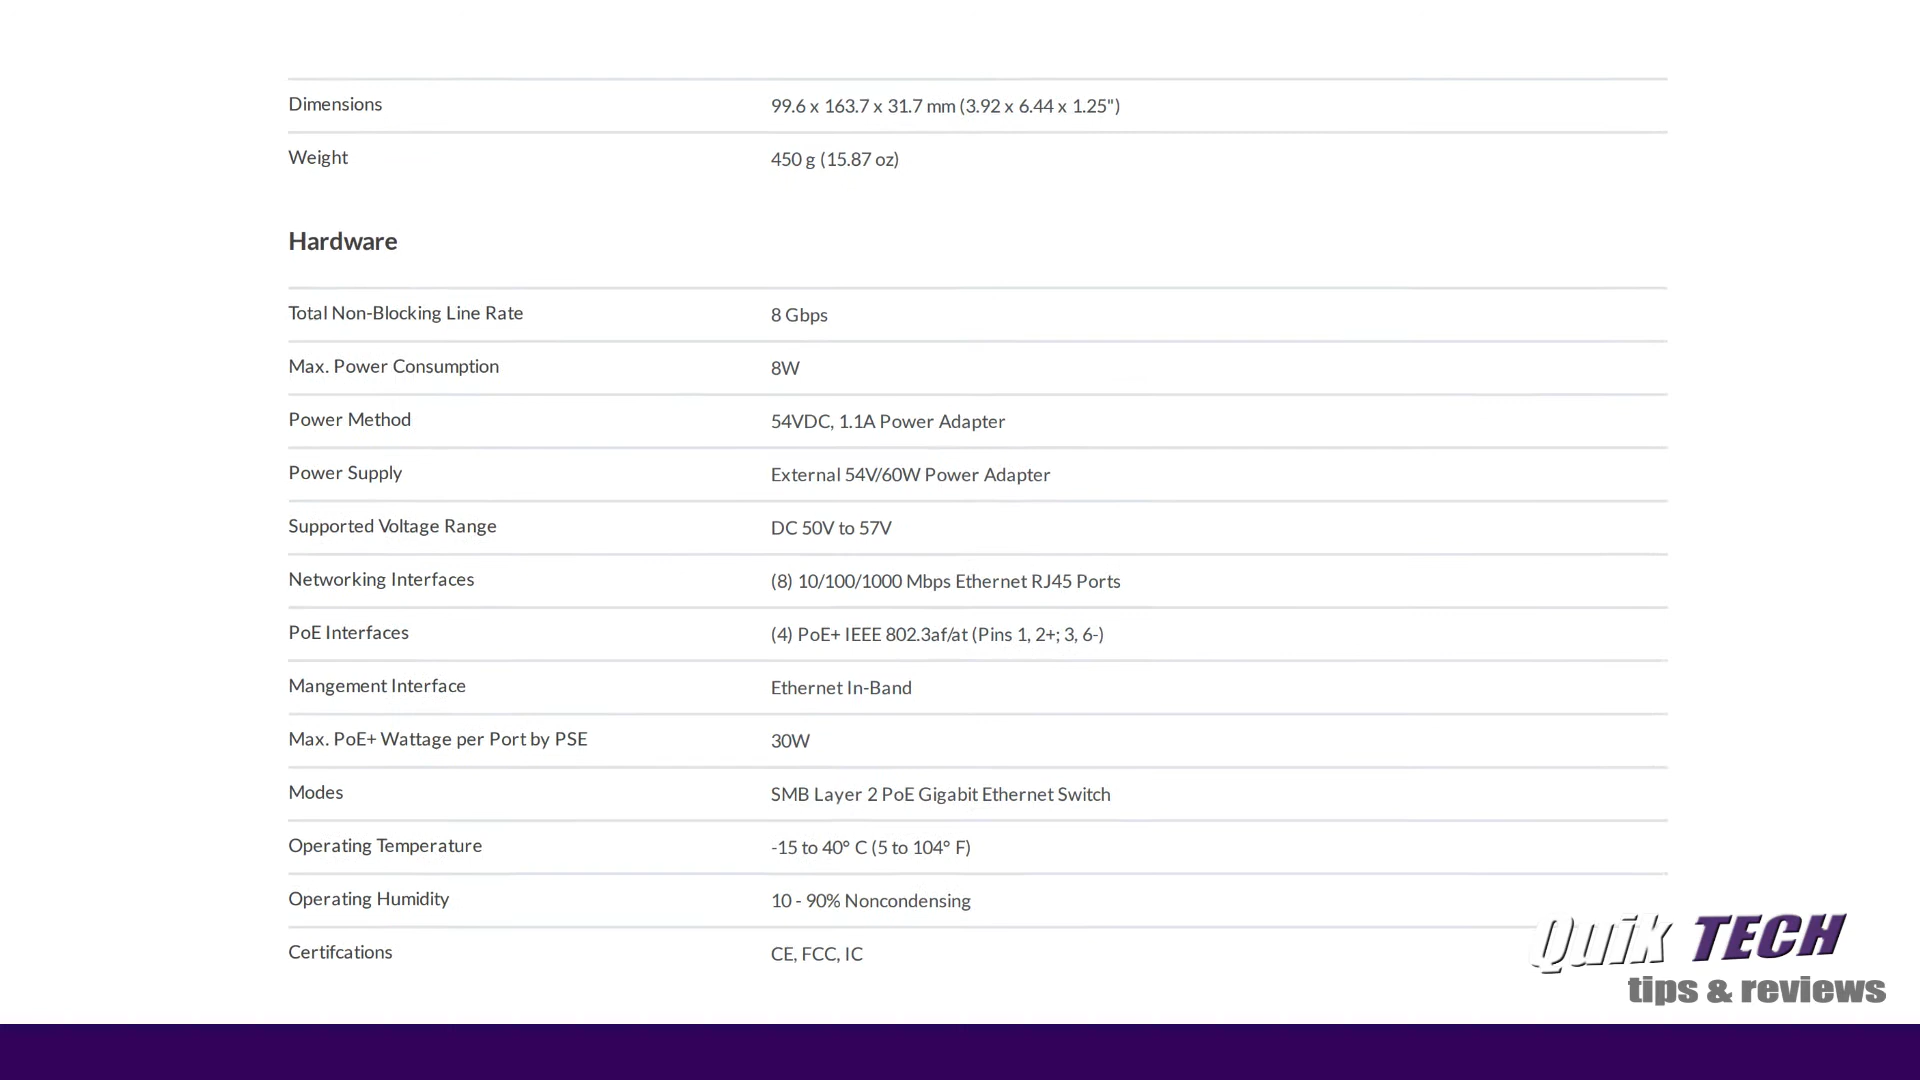 Dimensions 99.6 x 163.7 x 31.7 mm (3.92 x 6.44 x 1.25")
Weight 450 g (15.87 oz)
Hardware
Total Non-Blocking Line Rate 8 Gbps
Max. Power Consumption 8W
Power Method 54VDC, 1.1A Power Adapter
Power Supply External 54V/60W Power Adapter
Supported Voltage Range DC 50V to 57V
Networking Interfaces (8) 10/100/1000 Mbps Ethernet RJ45 Ports
PoE Interfaces (4) PoE+ IEEE 802.3af/at (Pins 1, 2+; 3, 6-)
Mangement Interface Ethernet In-Band
Max. PoE+ Wattage per Port by PSE 30W
Modes SMB Layer 2 PoE Gigabit Ethernet Switch
Operating Temperature -15 to 40° C (5 to 104° F)
Operating Humidity 10 - 90% Noncondensing
Certifcations CE, FCC, IC
Quik TECH
tips & reviews